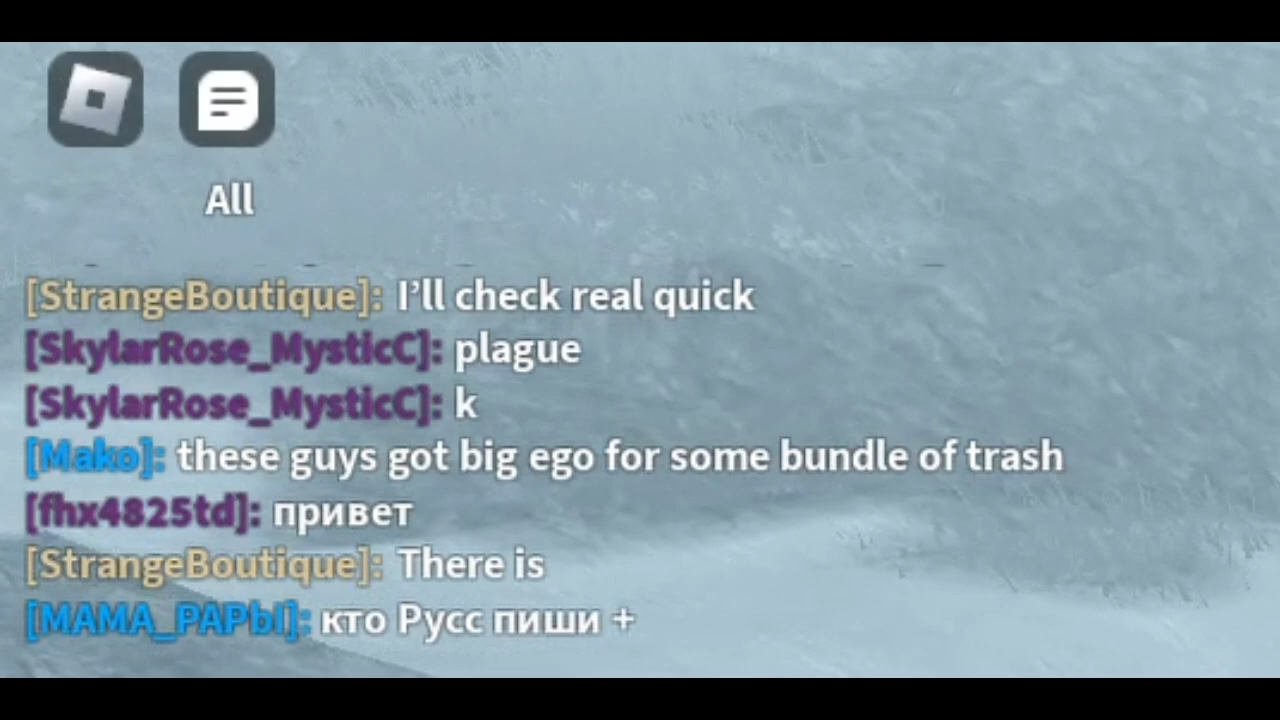 All
[StrangeBoutique]: I’ll check real quick
[SkylarRose_MysticC]: plague
[SkylarRose_MysticC]: k
[Mako]: these guys got big ego for some bundle of trash
[fhx4825td]: привет
[StrangeBoutique]: There is
[MAMA_PAPbI]: кто Русс пиши +